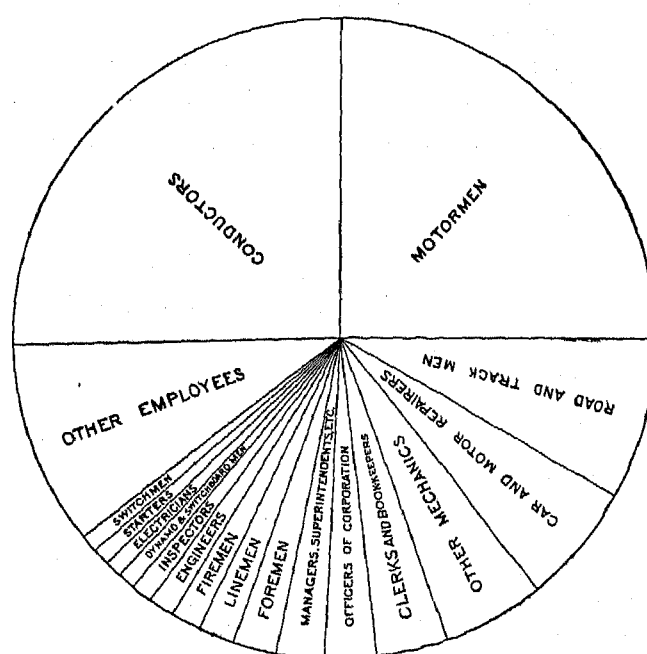 CONDUCTORS
MOTORMEN
ROAD AND TRACK MEN
CAR AND MOTOR REPAIRERS
OTHER MECHANICS
CLERKS AND BOOKKEEPERS
OFFICERS OF CORPORATION
MANAGERS, SUPERINTENDENTS, ETC.
FOREMEN
LINEMEN
FIREMEN
ENGINEERS
INSPECTORS
DYNAMO & SWITCHBOARD MEN
ELECTRICIANS
STARTERS
SWITCHMEN
OTHER EMPLOYEES